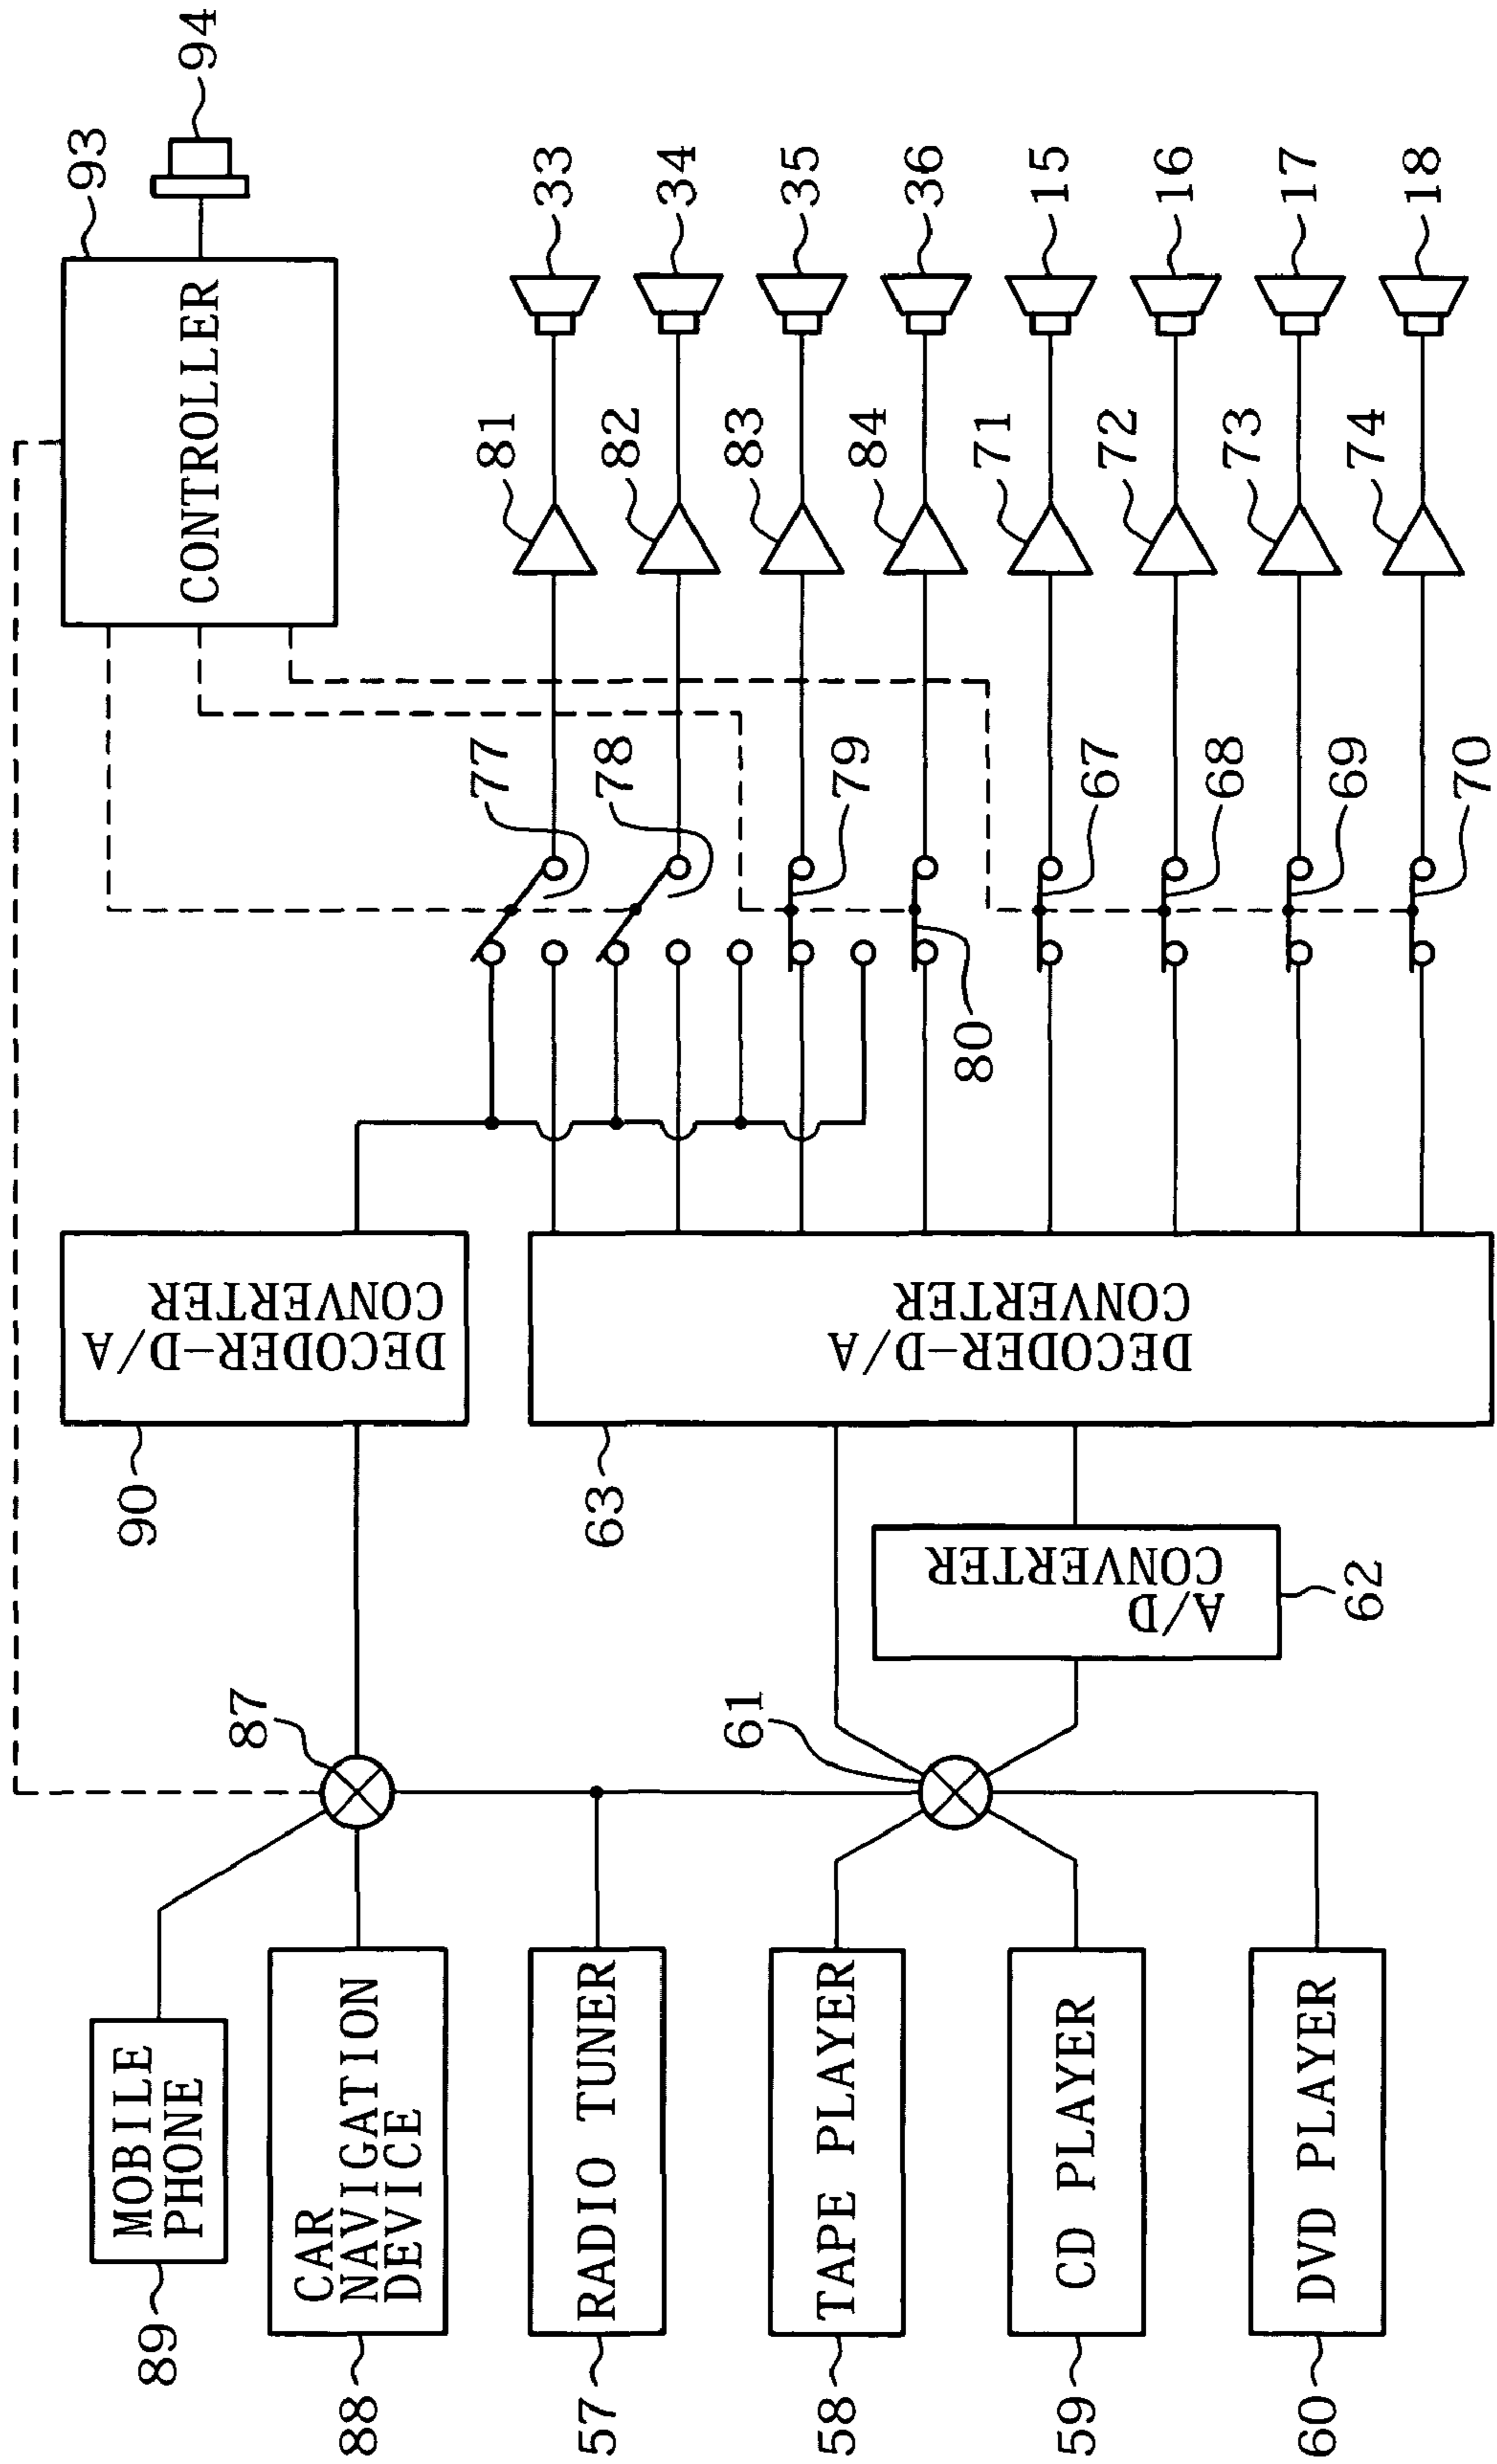 89
MOBILE
PHONE
88
CAR
NAVIGATION
DEVICE
57
RADIO TUNER
58
TAPE PLAYER
59
CD PLAYER
60
DVD PLAYER
87
61
62
A/D
CONVERTER
90
DECODER-D/A
CONVERTER
63
DECODER-D/A
CONVERTER
77
78
79
80
67
68
69
70
81
82
83
84
71
72
73
74
93
CONTROLLER
94
33
34
35
36
15
16
17
18